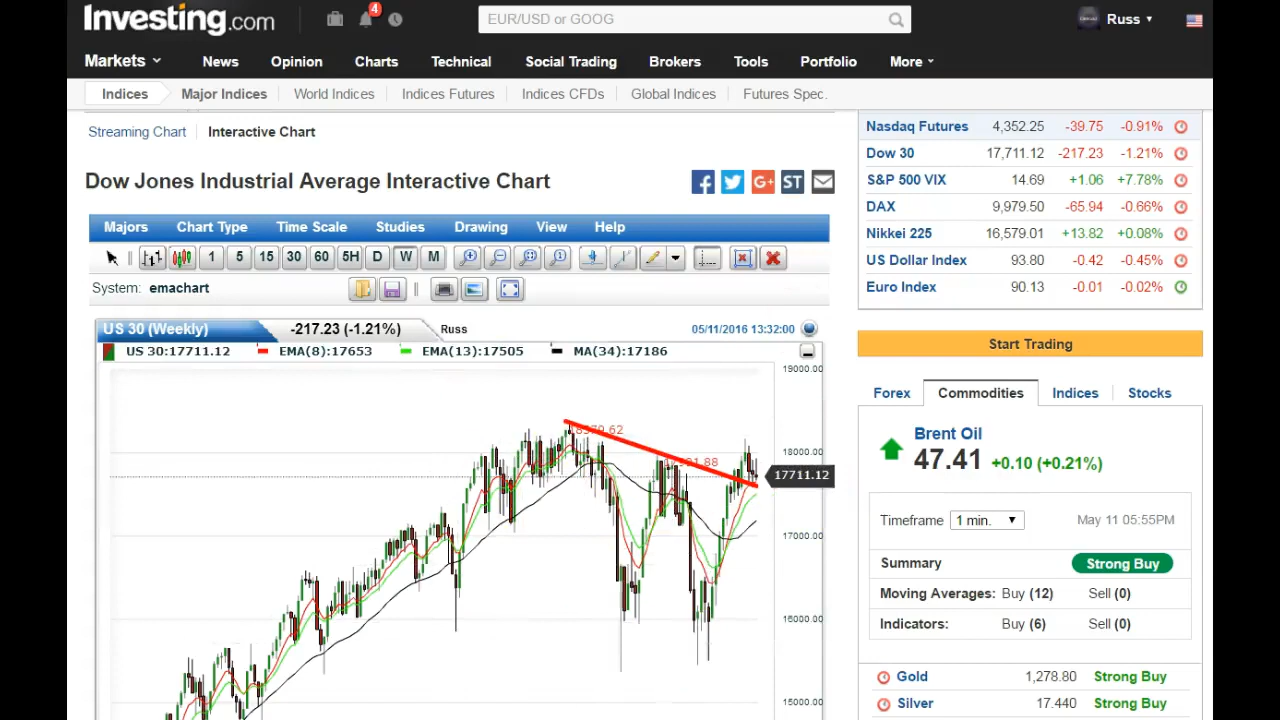 Investing.com
4
EUR/USD or GOOG
Russ
Markets News Opinion Charts Technical Social Trading Brokers Tools Portfolio More
Indices Major Indices World Indices Indices Futures Indices CFDs Global Indices Futures Spec.
Streaming Chart Interactive Chart
Dow Jones Industrial Average Interactive Chart
ST
Majors Chart Type Time Scale Studies Drawing View Help
1 5 15 30 60 5H D W M
System: emachart
US 30 (Weekly) -217.23 (-1.21%) Russ 05/11/2016 13:32:00
US 30:17711.12 EMA(8):17653 EMA(13):17505 MA(34):17186
19000.00
18000.00
17711.12
17000.00
16000.00
15000.00
Nasdaq Futures 4,352.25 -39.75 -0.91%
Dow 30 17,711.12 -217.23 -1.21%
S&P 500 VIX 14.69 +1.06 +7.78%
DAX 9,979.50 -65.94 -0.66%
Nikkei 225 16,579.01 +13.82 +0.08%
US Dollar Index 93.80 -0.42 -0.45%
Euro Index 90.13 -0.01 -0.02%
Start Trading
Forex Commodities Indices Stocks
Brent Oil
47.41 +0.10 (+0.21%)
Timeframe 1 min. May 11 05:55PM
Summary Strong Buy
Moving Averages: Buy (12) Sell (0)
Indicators: Buy (6) Sell (0)
Gold 1,278.80 Strong Buy
Silver 17.440 Strong Buy